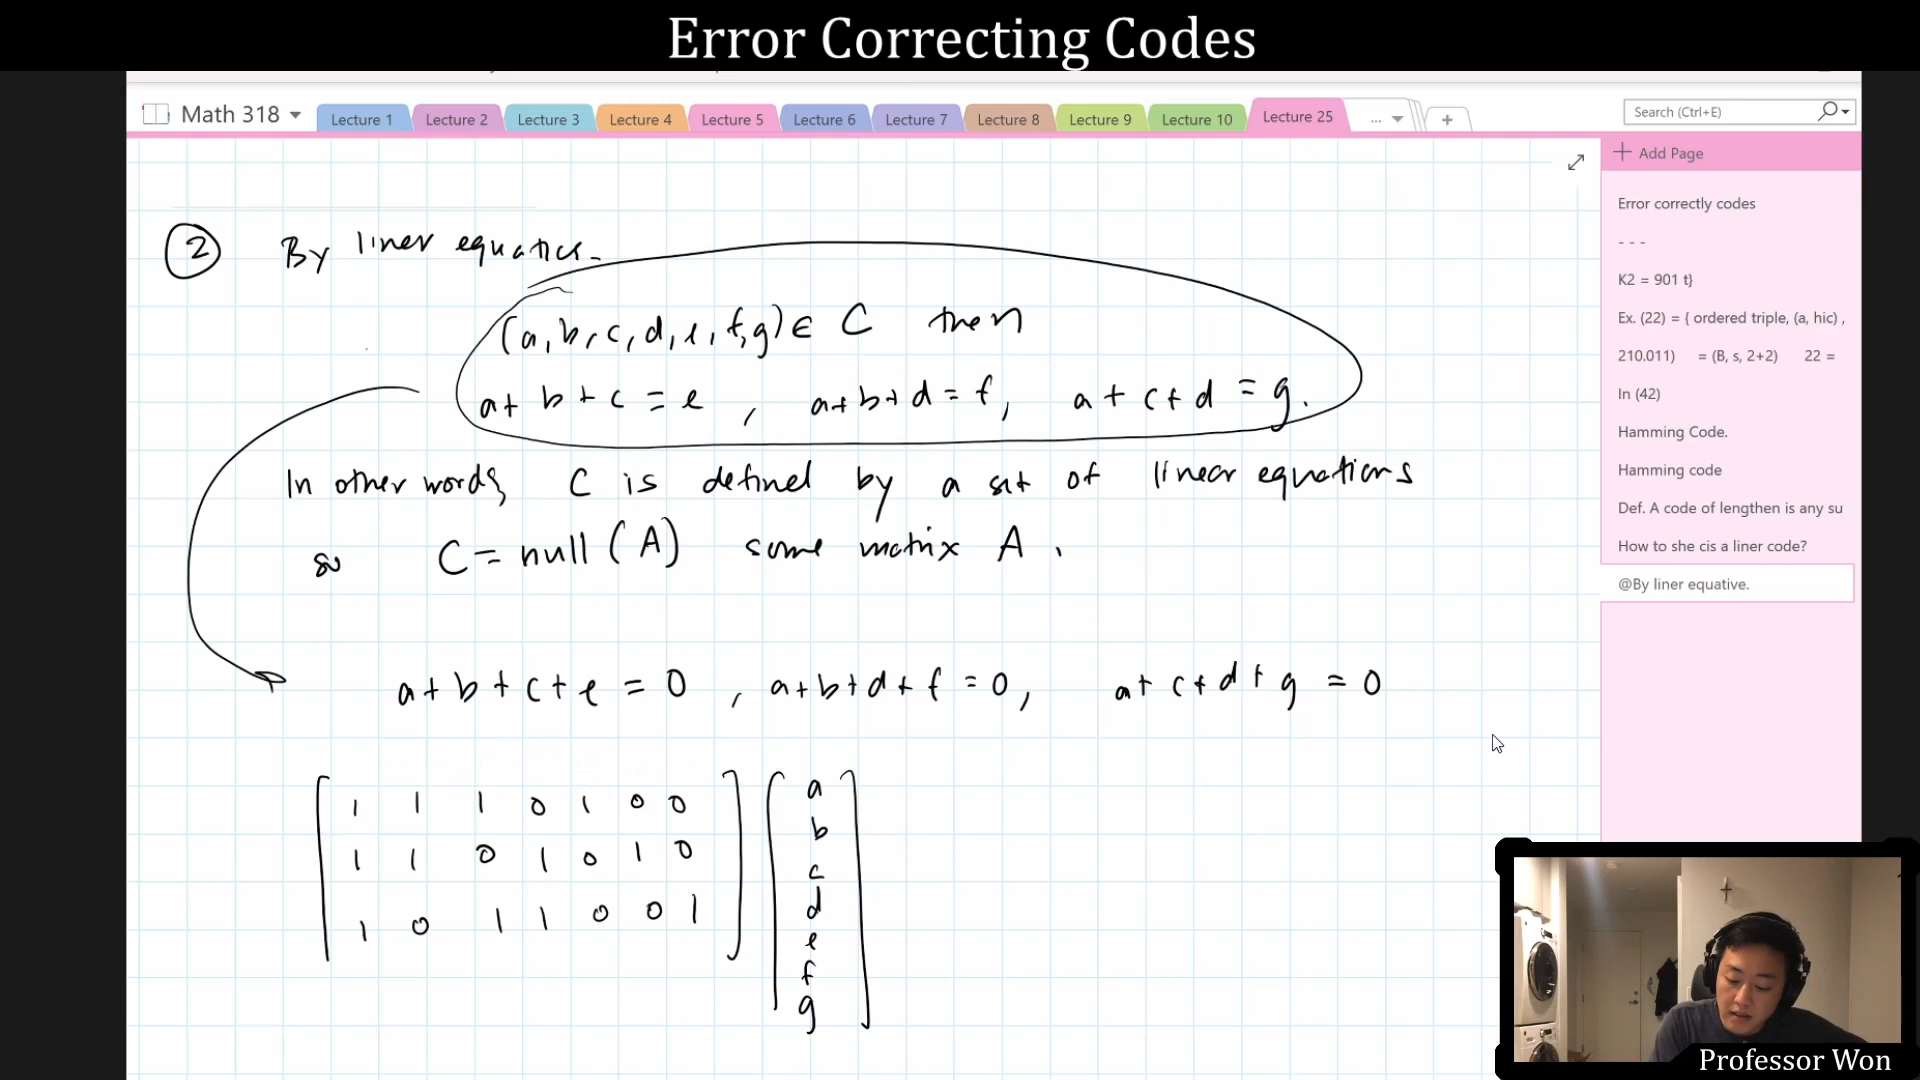 Error Correcting Codes
Math 318
Lecture 1 Lecture 2 Lecture 3 Lecture 4 Lecture 5 Lecture 6 Lecture 7 Lecture 8 Lecture 9 Lecture 10 Lecture 25 ... +
Search (Ctrl+E)
+ Add Page
Error correctly codes
- - -
K2 = 901 t}
Ex. (22) = { ordered triple, (a, hic) ,
210.011) = (B, s, 2+2) 22 =
In (42)
Hamming Code.
Hamming code
Def. A code of lengthen is any su
How to she cis a liner code?
@By liner equative.
② By liner equatics.
(a, b, c, d, e, f, g) ∈ C then
a + b + c = e , a + b + d = f, a + c + d = g.
In other words, C is defined by a set of linear equations
so C = null (A) some matrix A .
a + b + c + e = 0 , a + b + d + f = 0, a + c + d + g = 0
1 1 1 0 1 0 0
1 1 0 1 0 1 0
1 0 1 1 0 0 1
a
b
c
d
e
f
g
Professor Won